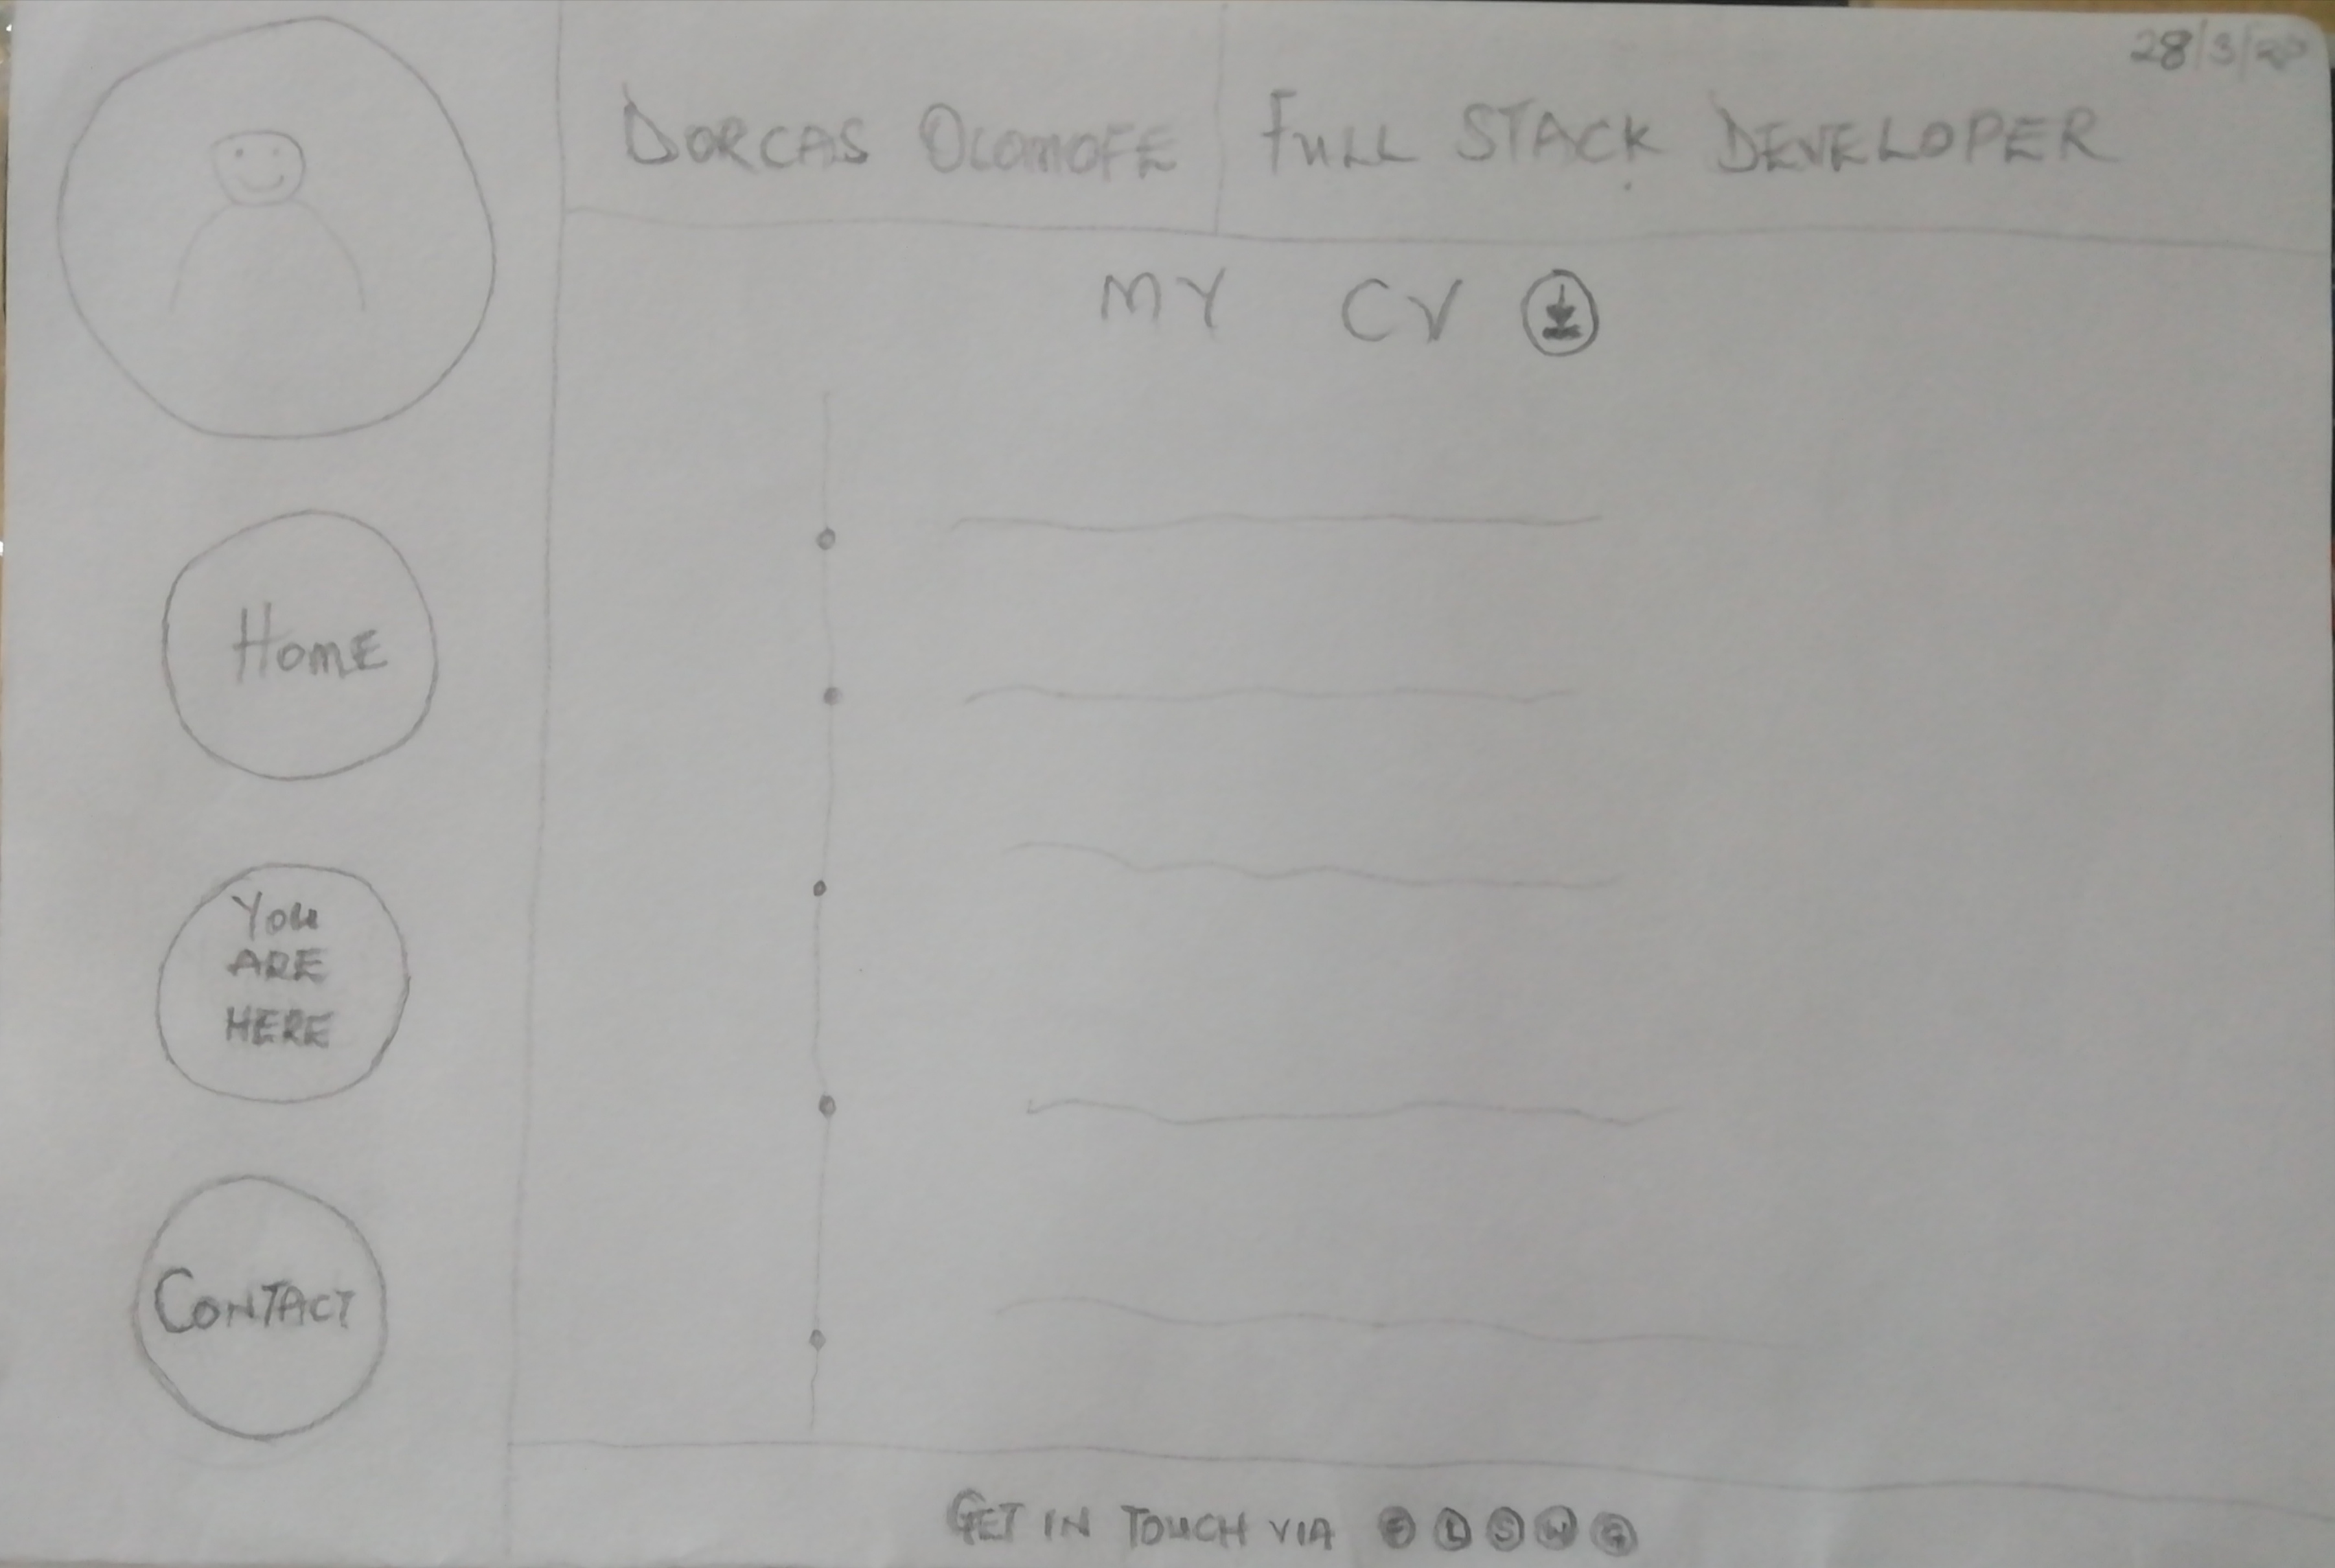 28/3/20
DORCAS OLOMOFE FULL STACK DEVELOPER
MY CV
HOME
YOU
ARE
HERE
CONTACT
GET IN TOUCH VIA L S W G